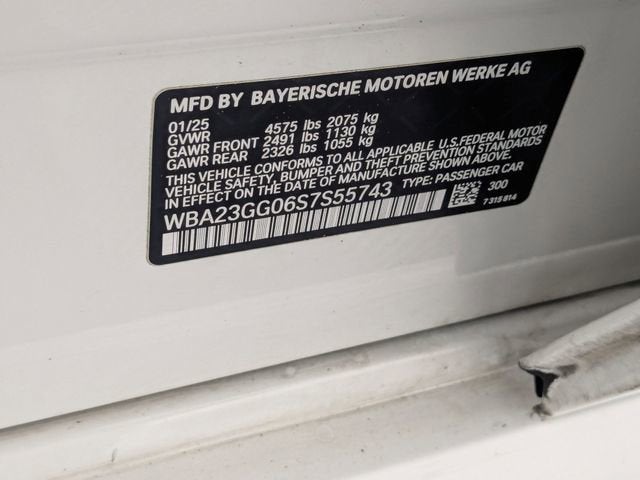 MFD BY BAYERISCHE MOTOREN WERKE AG
01/25
GVWR 4575 lbs 2075 kg
GAWR FRONT 2491 lbs 1130 kg
GAWR REAR 2326 lbs 1055 kg
THIS VEHICLE CONFORMS TO ALL APPLICABLE U.S.FEDERAL MOTOR
VEHICLE SAFETY, BUMPER AND THEFT PREVENTION STANDARDS
IN EFFECT ON THE DATE OF MANUFACTURE SHOWN ABOVE.
WBA23GG06S7S55743 TYPE: PASSENGER CAR
300
7315814